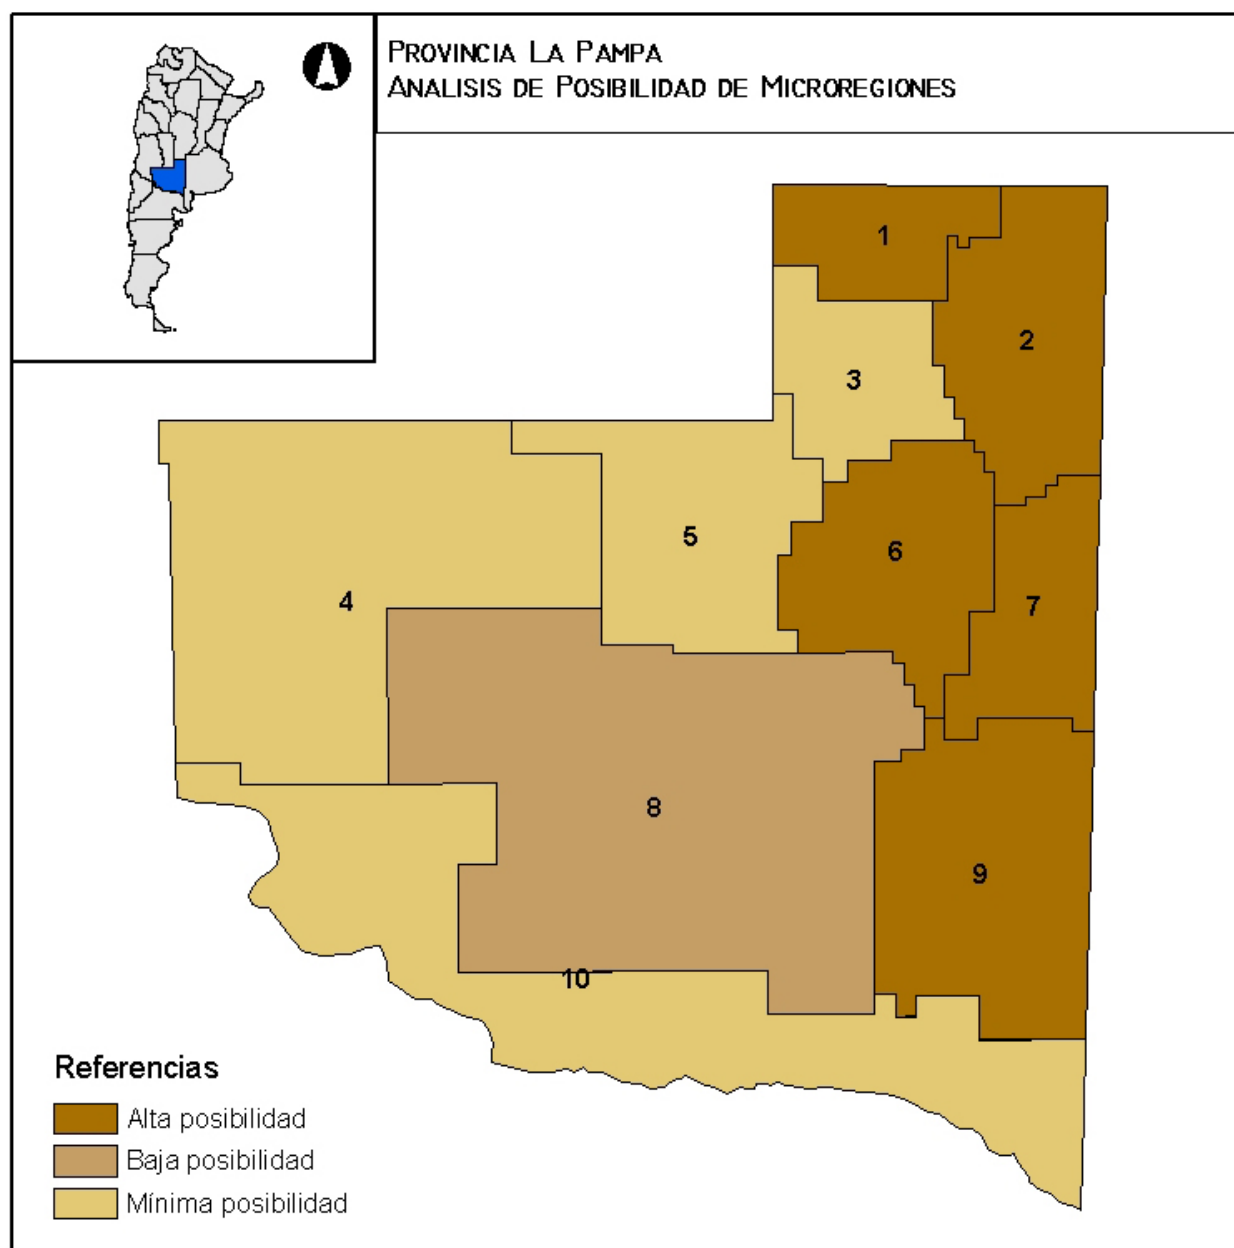 PROVINCIA LA PAMPA
ANALISIS DE POSIBILIDAD DE MICROREGIONES
1
2
3
4
5
6
7
8
9
10
Referencias
Alta posibilidad
Baja posibilidad
Mínima posibilidad